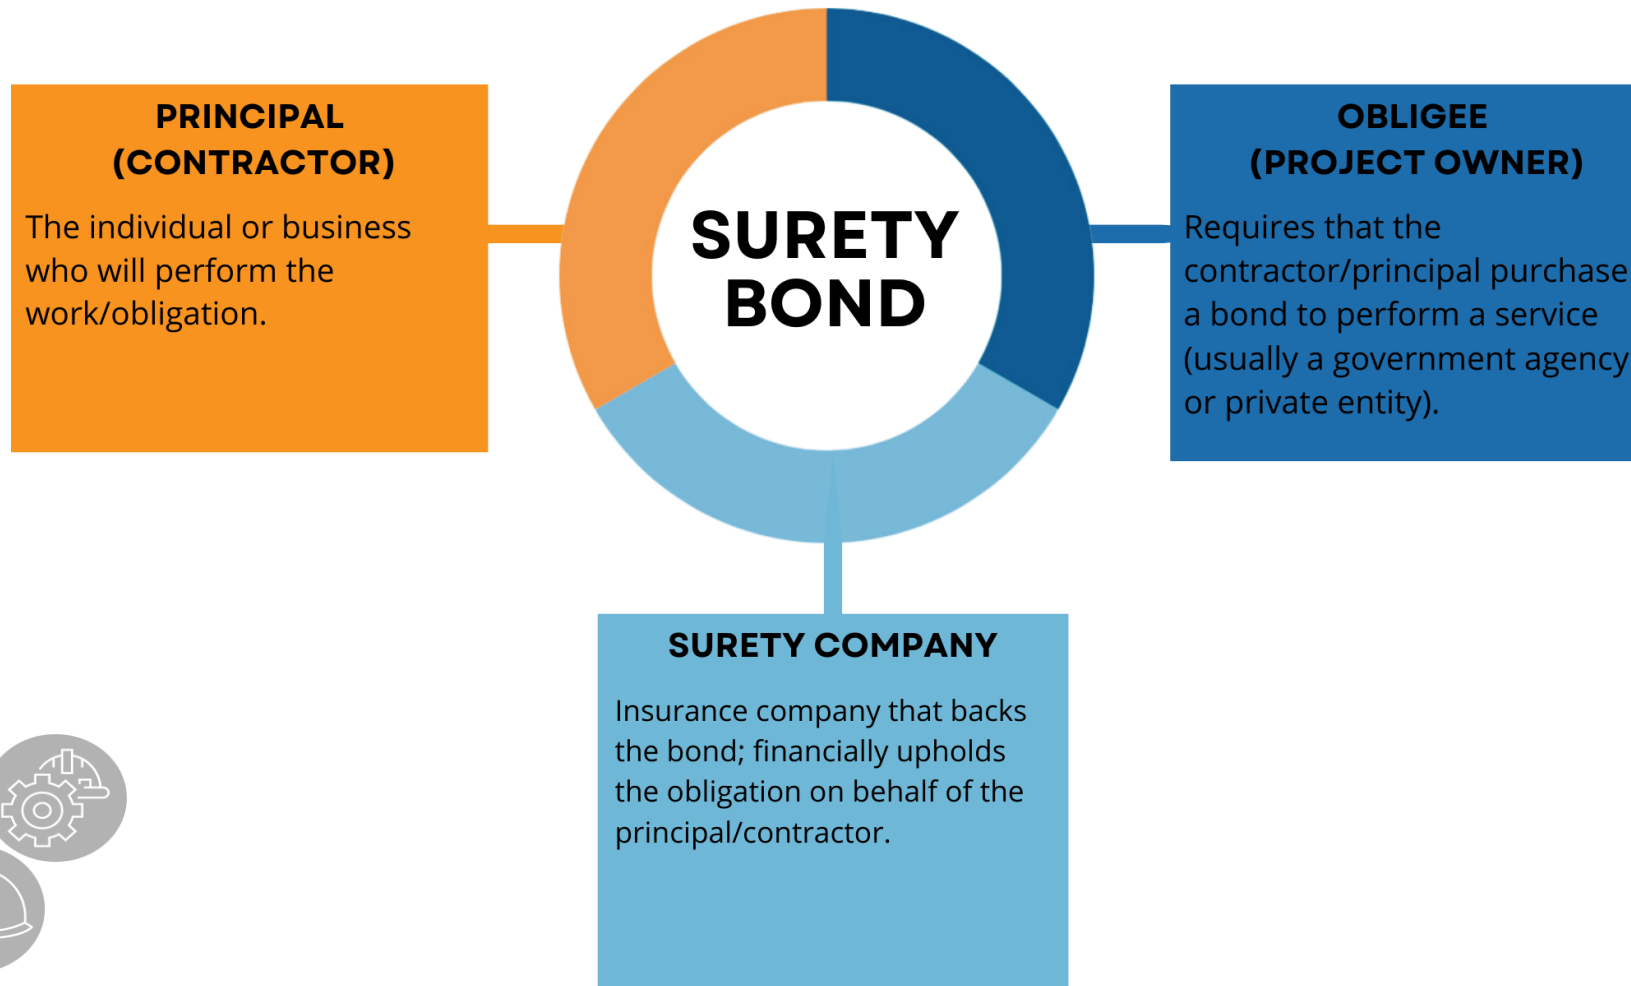 PRINCIPAL
(CONTRACTOR)
The individual or business
who will perform the
work/obligation.
SURETY
BOND
OBLIGEE
(PROJECT OWNER)
Requires that the
contractor/principal purchase
a bond to perform a service
(usually a government agency
or private entity).
SURETY COMPANY
Insurance company that backs
the bond; financially upholds
the obligation on behalf of the
principal/contractor.